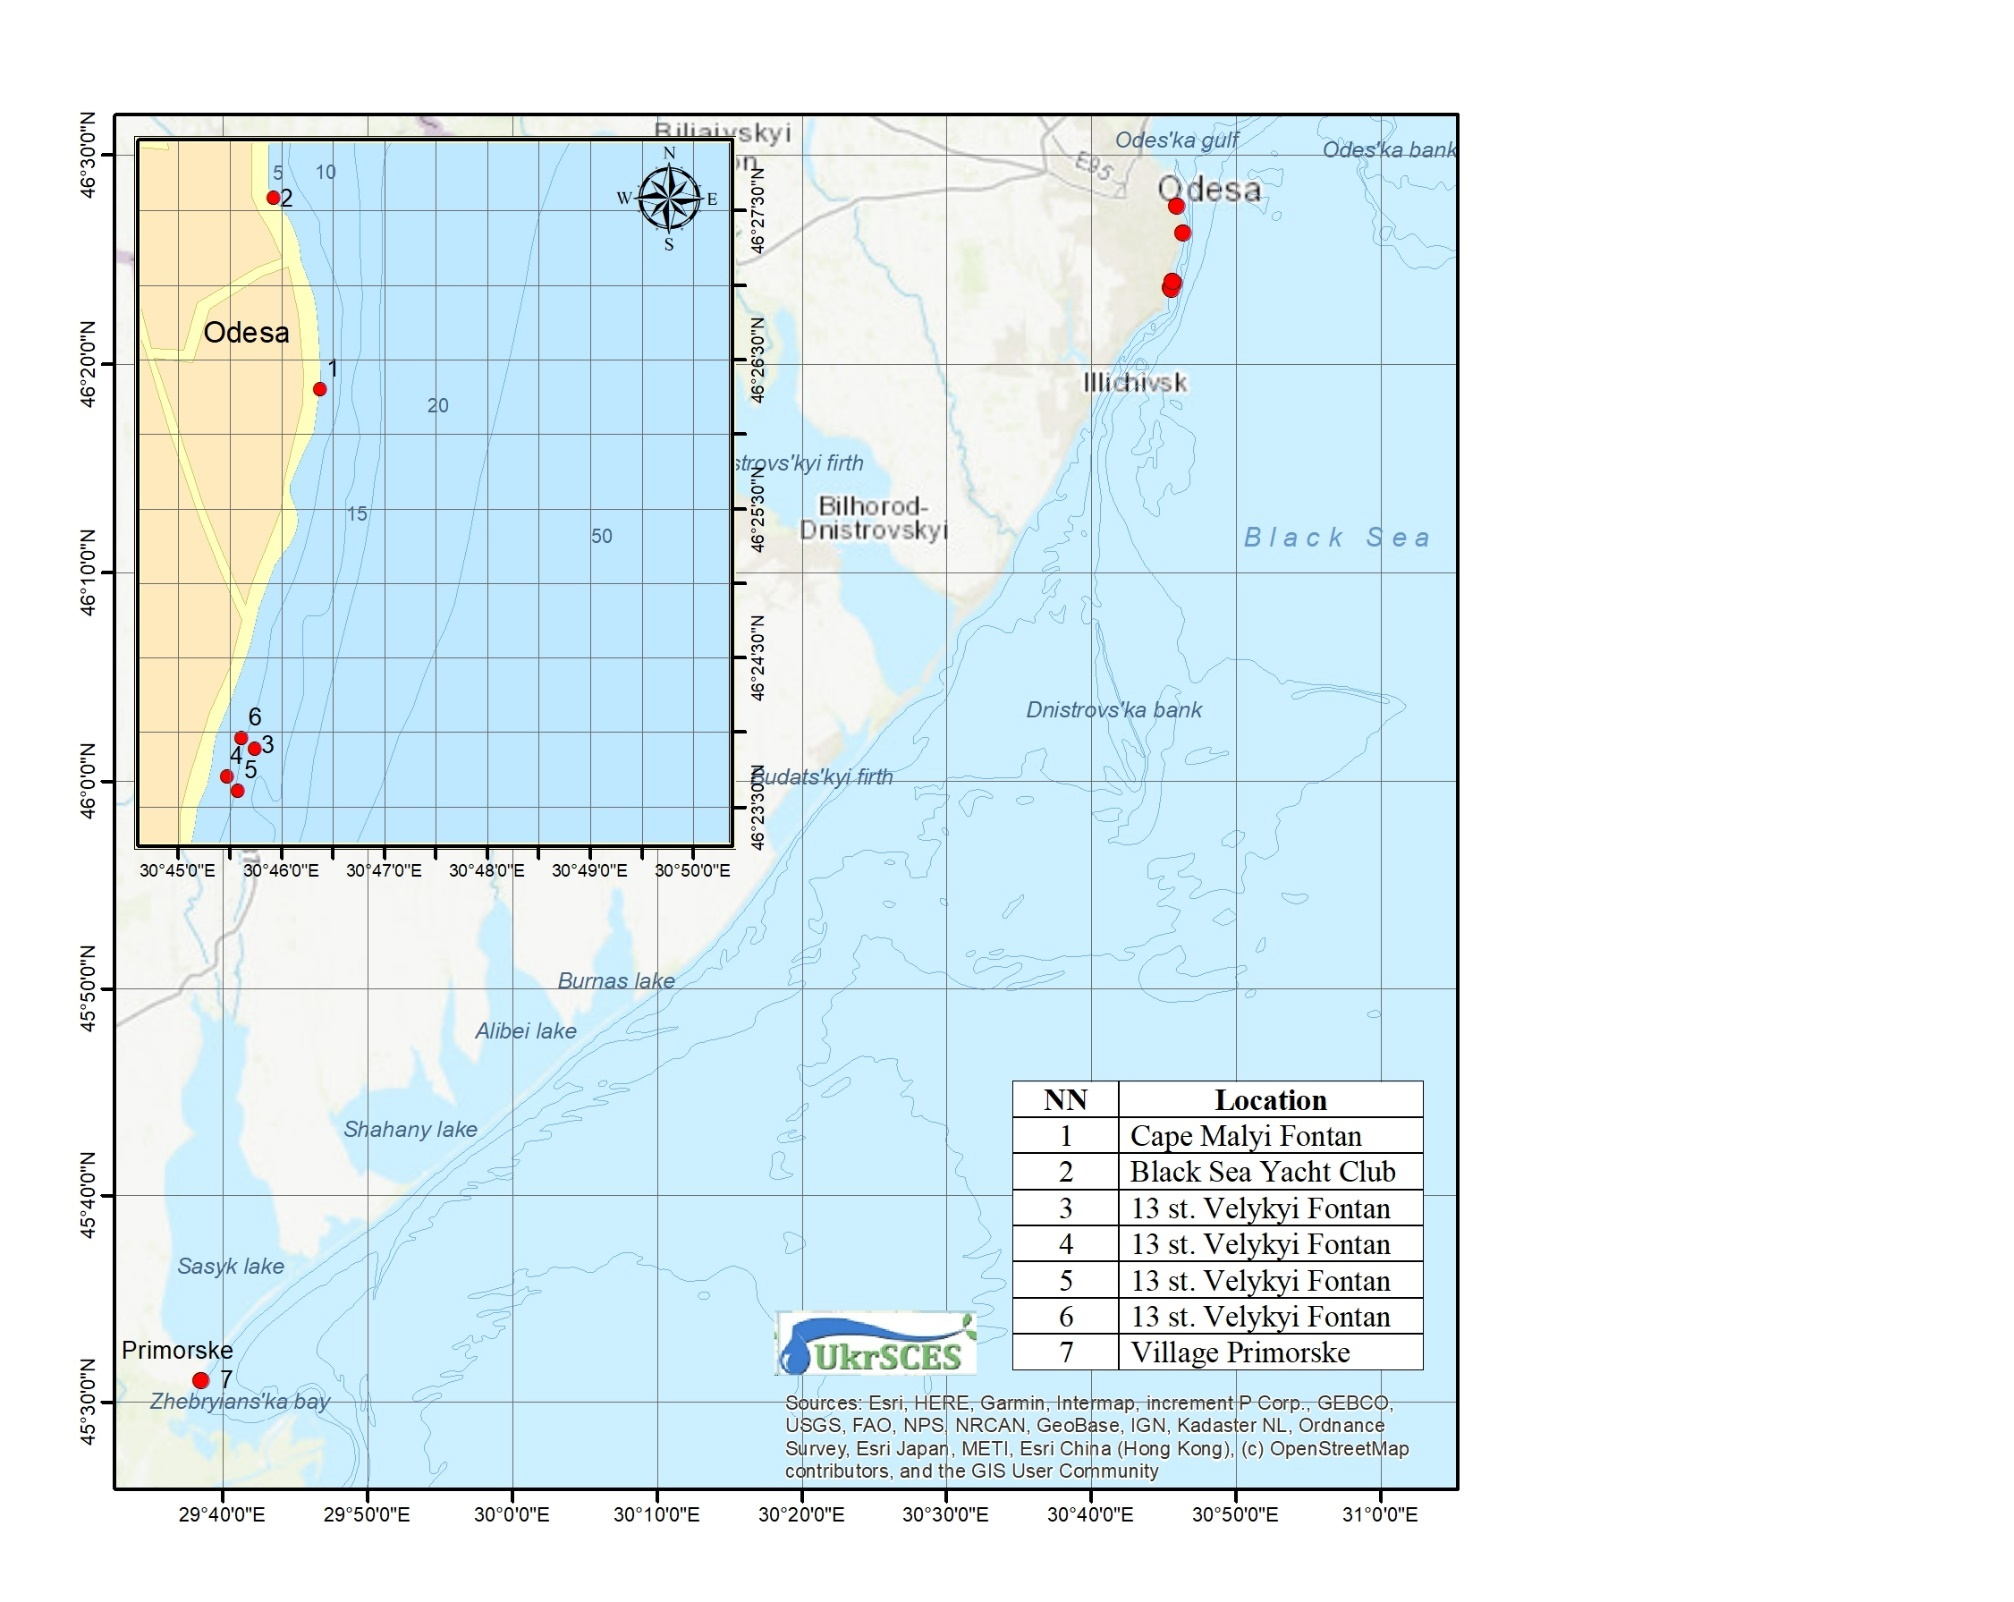 Biliaivskyi
Odes'ka gulf
Odes'ka bank
E95
Odesa
Illichivsk
strovs'kyi firth
Bilhorod-
Dnistrovskyi
Black Sea
Dnistrovs'ka bank
Budats'kyi firth
Burnas lake
Alibei lake
Shahany lake
Sasyk lake
Primorske
7
Zhebryians'ka bay
5
10
2
N
W
E
S
Odesa
1
20
15
50
6
3
4
5
46°27'30"N
46°26'30"N
46°25'30"N
46°24'30"N
46°23'30"N
30°45'0"E 30°46'0"E 30°47'0"E 30°48'0"E 30°49'0"E 30°50'0"E
46°30'0"N
46°20'0"N
46°10'0"N
46°0'0"N
45°50'0"N
45°40'0"N
45°30'0"N
NN Location
1 Cape Malyi Fontan
2 Black Sea Yacht Club
3 13 st. Velykyi Fontan
4 13 st. Velykyi Fontan
5 13 st. Velykyi Fontan
6 13 st. Velykyi Fontan
7 Village Primorske
UkrSCES
Sources: Esri, HERE, Garmin, Intermap, increment P Corp., GEBCO,
USGS, FAO, NPS, NRCAN, GeoBase, IGN, Kadaster NL, Ordnance
Survey, Esri Japan, METI, Esri China (Hong Kong), (c) OpenStreetMap
contributors, and the GIS User Community
29°40'0"E 29°50'0"E 30°0'0"E 30°10'0"E 30°20'0"E 30°30'0"E 30°40'0"E 30°50'0"E 31°0'0"E